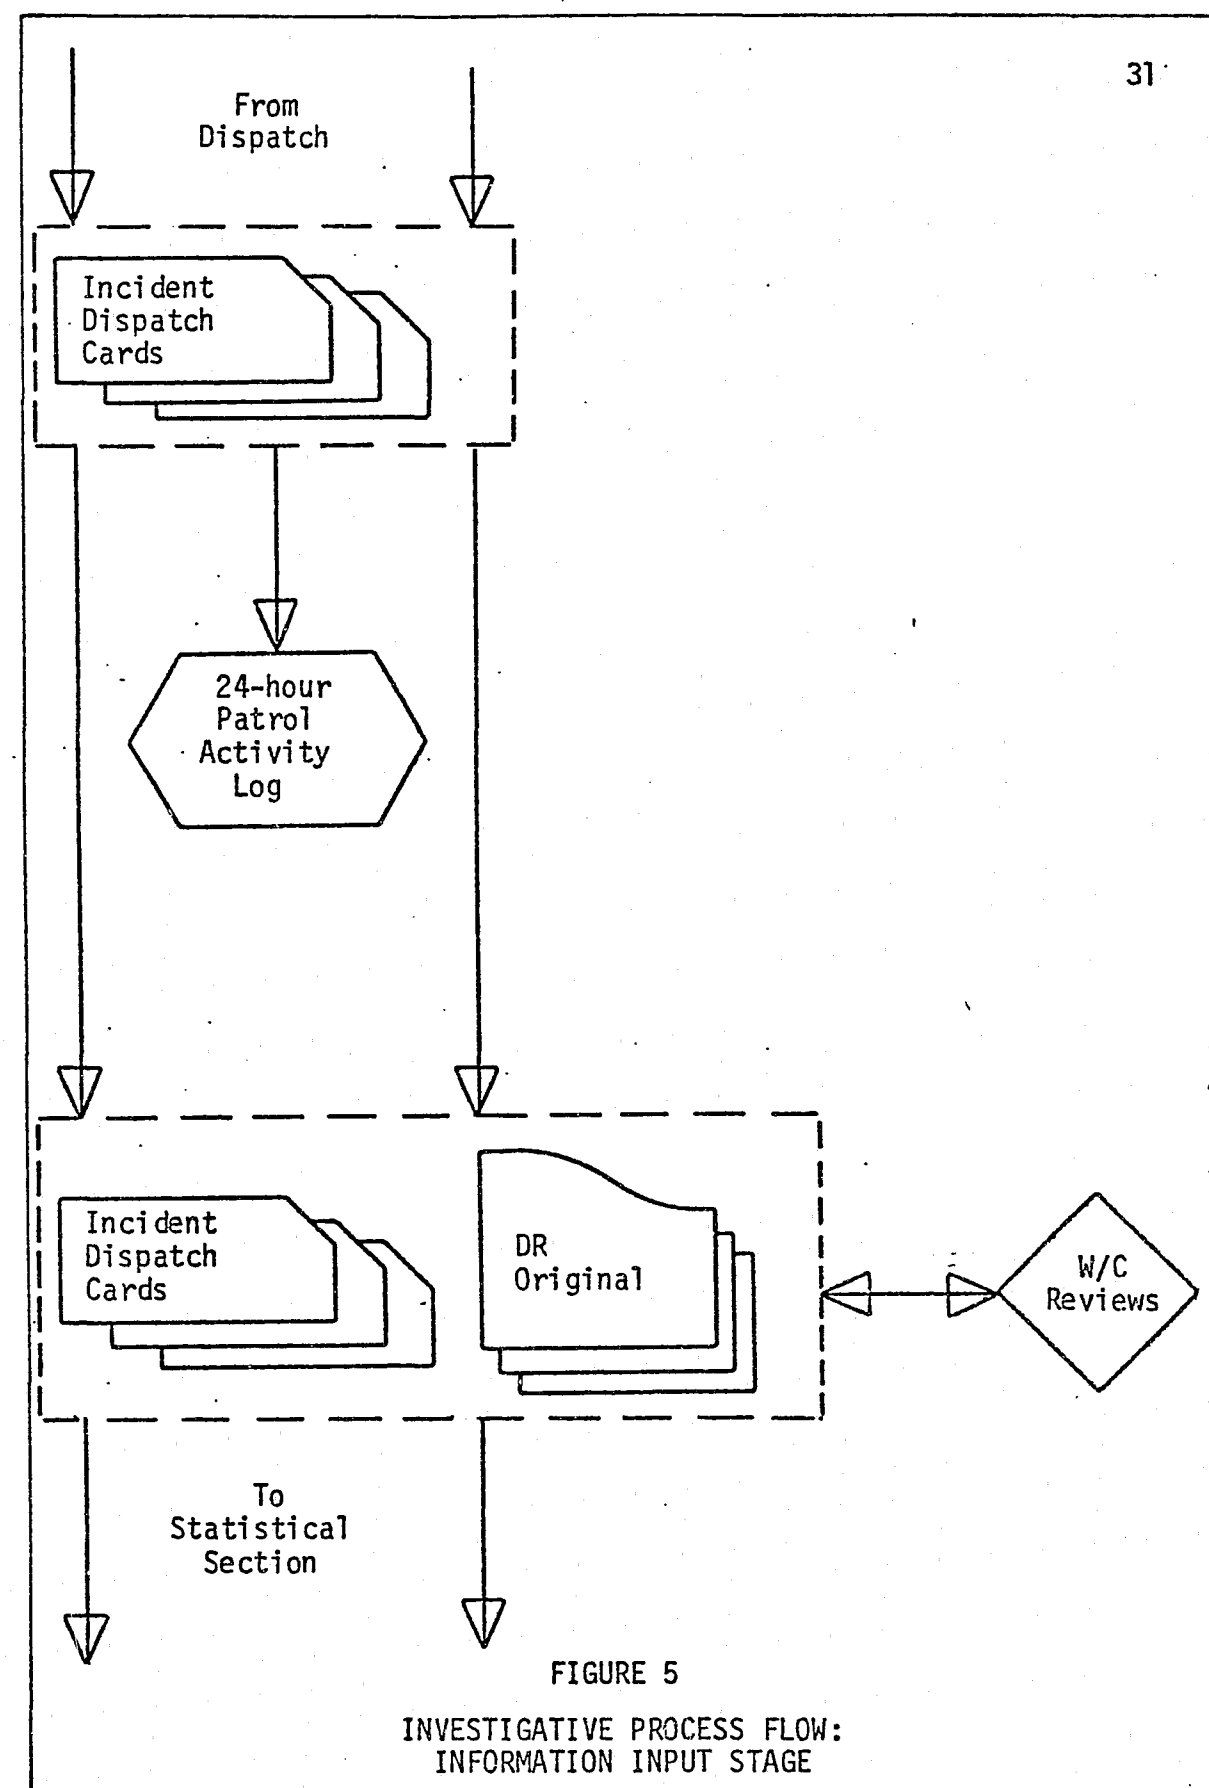 31
From
Dispatch
Incident
Dispatch
Cards
24-hour
Patrol
Activity
Log
Incident
Dispatch
Cards
DR
Original
W/C
Reviews
To
Statistical
Section
FIGURE 5
INVESTIGATIVE PROCESS FLOW:
INFORMATION INPUT STAGE